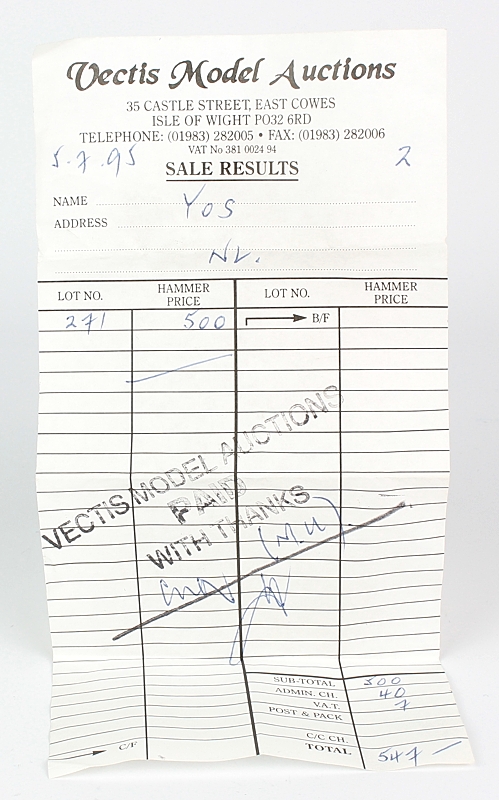 Vectis Model Auctions
35 CASTLE STREET, EAST COWES
ISLE OF WIGHT PO32 6RD
TELEPHONE: (01983) 282005 • FAX: (01983) 282006
VAT No 381 0024 94
5.7.95 SALE RESULTS 2
NAME YOS
ADDRESS
NL.
LOT NO. HAMMER PRICE LOT NO. HAMMER PRICE
271 500 B/F
VECTIS MODEL AUCTIONS
PAID
WITH THANKS
SUB-TOTAL 500
ADMIN. CH. 40
V.A.T. 7
POST & PACK
C/C CH.
C/F TOTAL 547 —